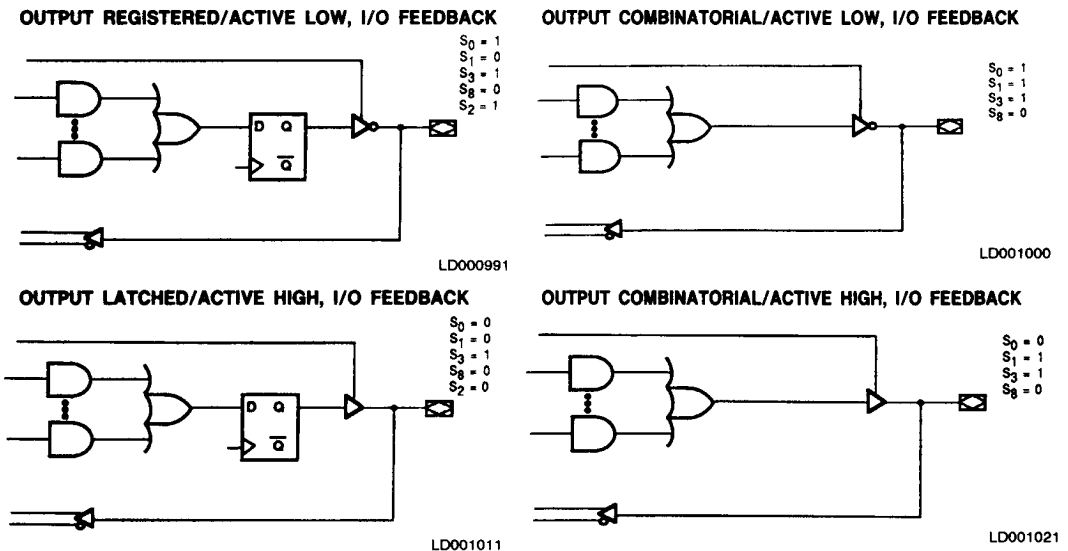 OUTPUT REGISTERED/ACTIVE LOW, I/O FEEDBACK
S0 = 1
S1 = 0
S3 = 1
S8 = 0
S2 = 1
D Q
Q̅
LD000991
OUTPUT COMBINATORIAL/ACTIVE LOW, I/O FEEDBACK
S0 = 1
S1 = 1
S3 = 1
S8 = 0
LD001000
OUTPUT LATCHED/ACTIVE HIGH, I/O FEEDBACK
S0 = 0
S1 = 0
S3 = 1
S8 = 0
S2 = 0
D Q
Q̅
LD001011
OUTPUT COMBINATORIAL/ACTIVE HIGH, I/O FEEDBACK
S0 = 0
S1 = 1
S3 = 1
S8 = 0
LD001021